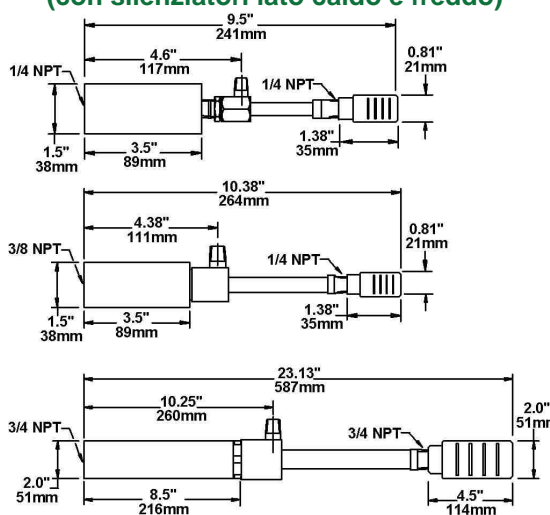 (con silenziatori lato caldo e freddo)
9.5"
241mm
4.6"
117mm
1/4 NPT
1/4 NPT
0.81"
21mm
1.5"
38mm
3.5"
89mm
1.38"
35mm
10.38"
264mm
4.38"
111mm
3/8 NPT
1/4 NPT
0.81"
21mm
1.5"
38mm
3.5"
89mm
1.38"
35mm
23.13"
587mm
10.25"
260mm
3/4 NPT
3/4 NPT
2.0"
51mm
2.0"
51mm
8.5"
216mm
4.5"
114mm